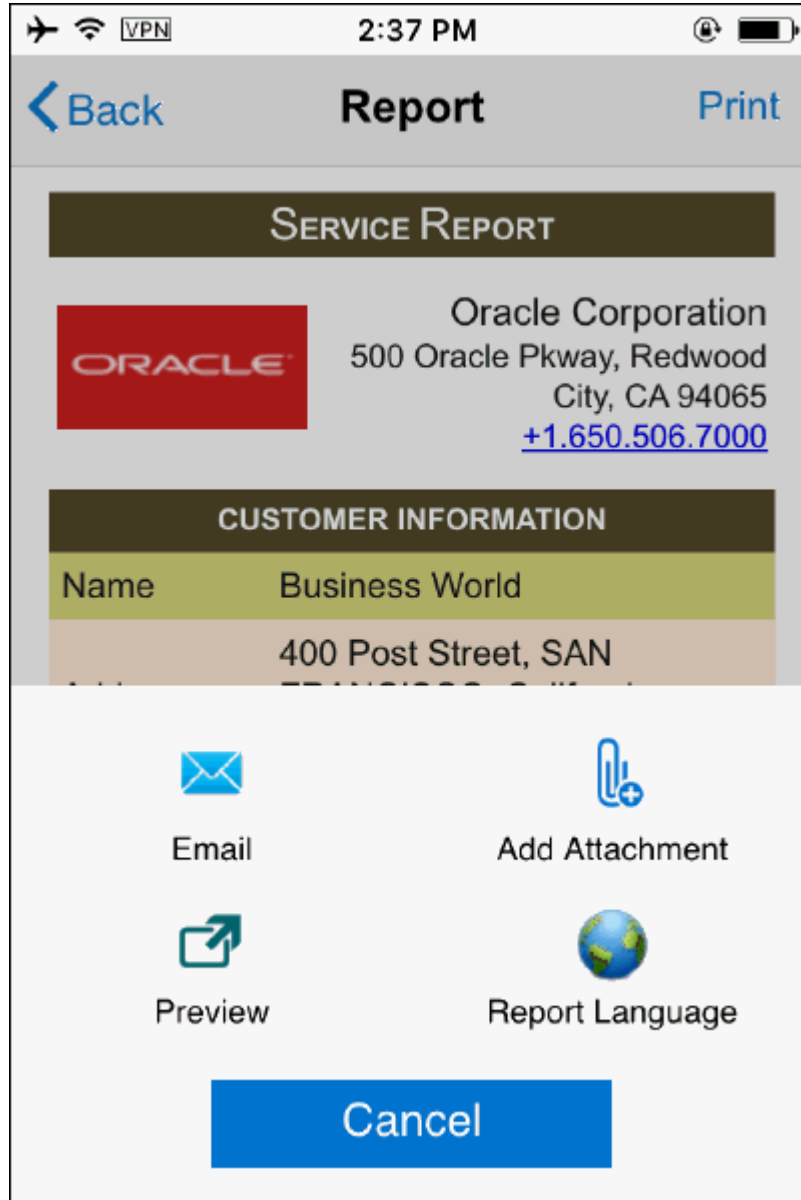 VPN 2:37 PM
Back Report Print
SERVICE REPORT
ORACLE
Oracle Corporation
500 Oracle Pkway, Redwood
City, CA 94065
+1.650.506.7000
CUSTOMER INFORMATION
Name Business World
400 Post Street, SAN
Email Add Attachment
Preview Report Language
Cancel